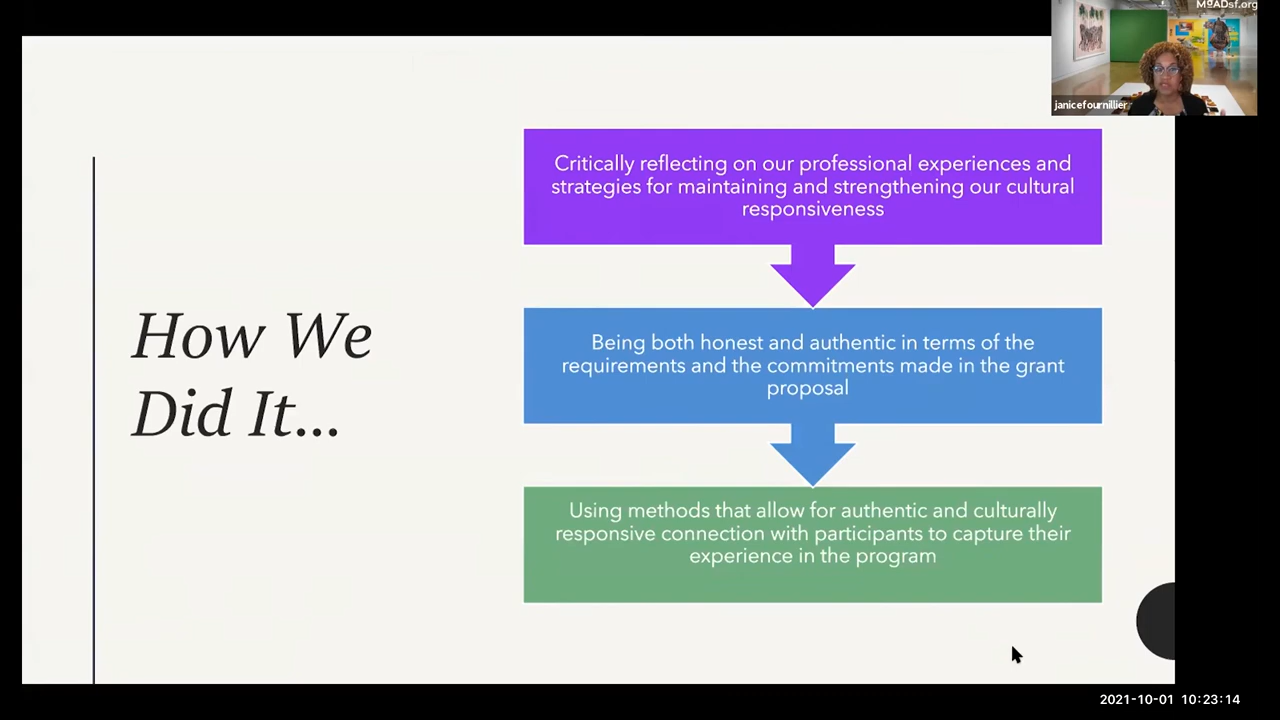 MoADsf.org
janicefournillier
Critically reflecting on our professional experiences and
strategies for maintaining and strengthening our cultural
responsiveness
How We
Did It...
Being both honest and authentic in terms of the
requirements and the commitments made in the grant
proposal
Using methods that allow for authentic and culturally
responsive connection with participants to capture their
experience in the program
2021-10-01 10:23:14